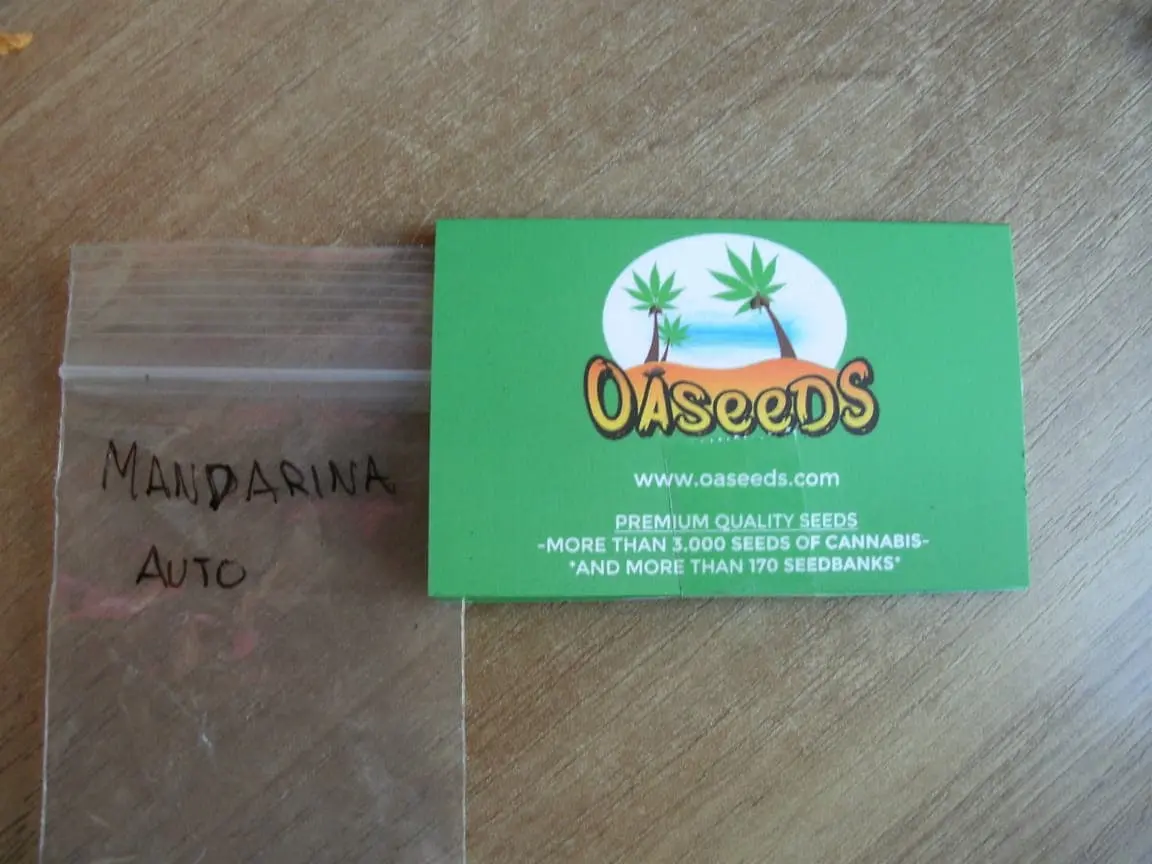 MANDARINA
AUTO
OASeeDS
www.oaseeds.com
PREMIUM QUALITY SEEDS
-MORE THAN 3.000 SEEDS OF CANNABIS-
*AND MORE THAN 170 SEEDBANKS*